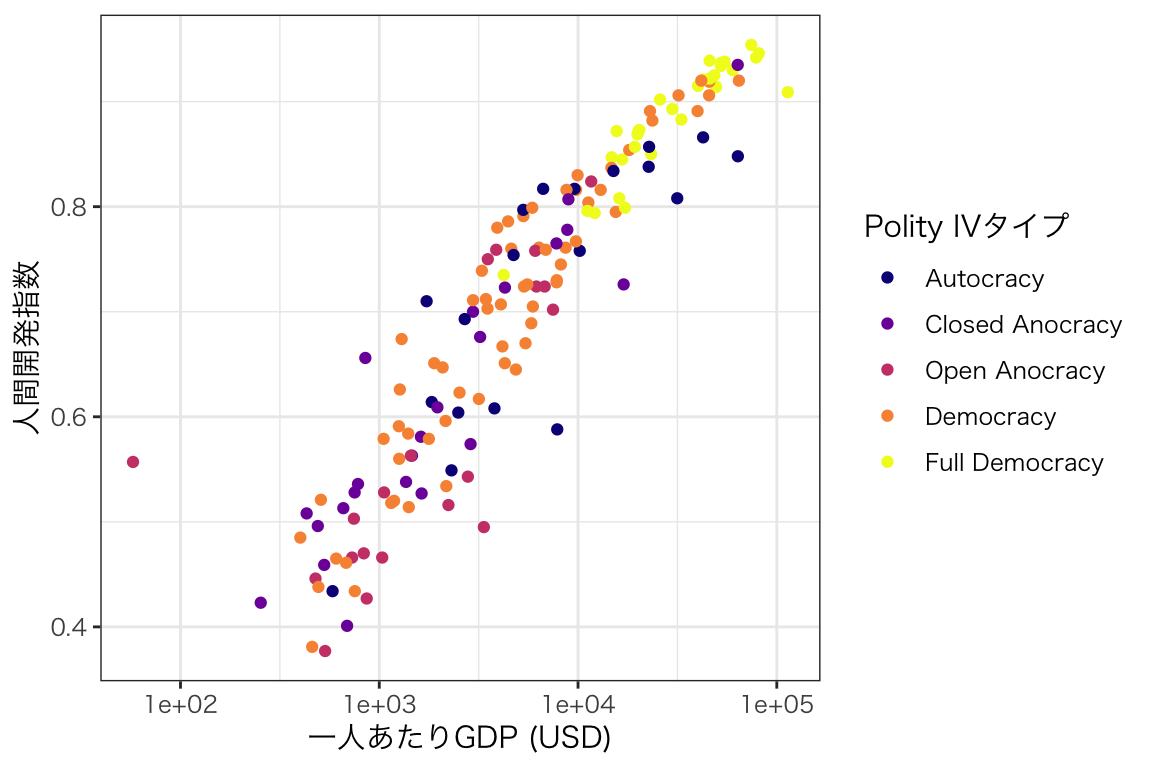 人間開発指数
0.8
0.6
0.4
1e+02
1e+03
1e+04
1e+05
一人あたりGDP (USD)
Polity IVタイプ
Autocracy
Closed Anocracy
Open Anocracy
Democracy
Full Democracy